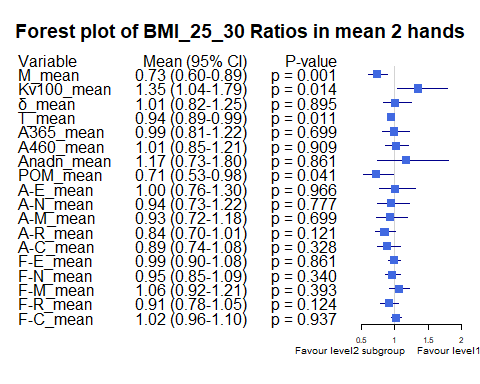 Forest plot of BMI_25_30 Ratios in mean 2 hands
Variable Mean (95% CI) P-value
M_mean 0.73 (0.60-0.89) p = 0.001
Kv100_mean 1.35 (1.04-1.79) p = 0.014
δ_mean 1.01 (0.82-1.25) p = 0.895
T_mean 0.94 (0.89-0.99) p = 0.011
A365_mean 0.99 (0.81-1.22) p = 0.699
A460_mean 1.01 (0.85-1.21) p = 0.909
Anadn_mean 1.17 (0.73-1.80) p = 0.861
POM_mean 0.71 (0.53-0.98) p = 0.041
A-E_mean 1.00 (0.76-1.30) p = 0.966
A-N_mean 0.94 (0.73-1.22) p = 0.777
A-M_mean 0.93 (0.72-1.18) p = 0.699
A-R_mean 0.84 (0.70-1.01) p = 0.121
A-C_mean 0.89 (0.74-1.08) p = 0.328
F-E_mean 0.99 (0.90-1.08) p = 0.861
F-N_mean 0.95 (0.85-1.09) p = 0.340
F-M_mean 1.06 (0.92-1.21) p = 0.393
F-R_mean 0.91 (0.78-1.05) p = 0.124
F-C_mean 1.02 (0.96-1.10) p = 0.937
0.5 1 1.5 2
Favour level2 subgroup Favour level1